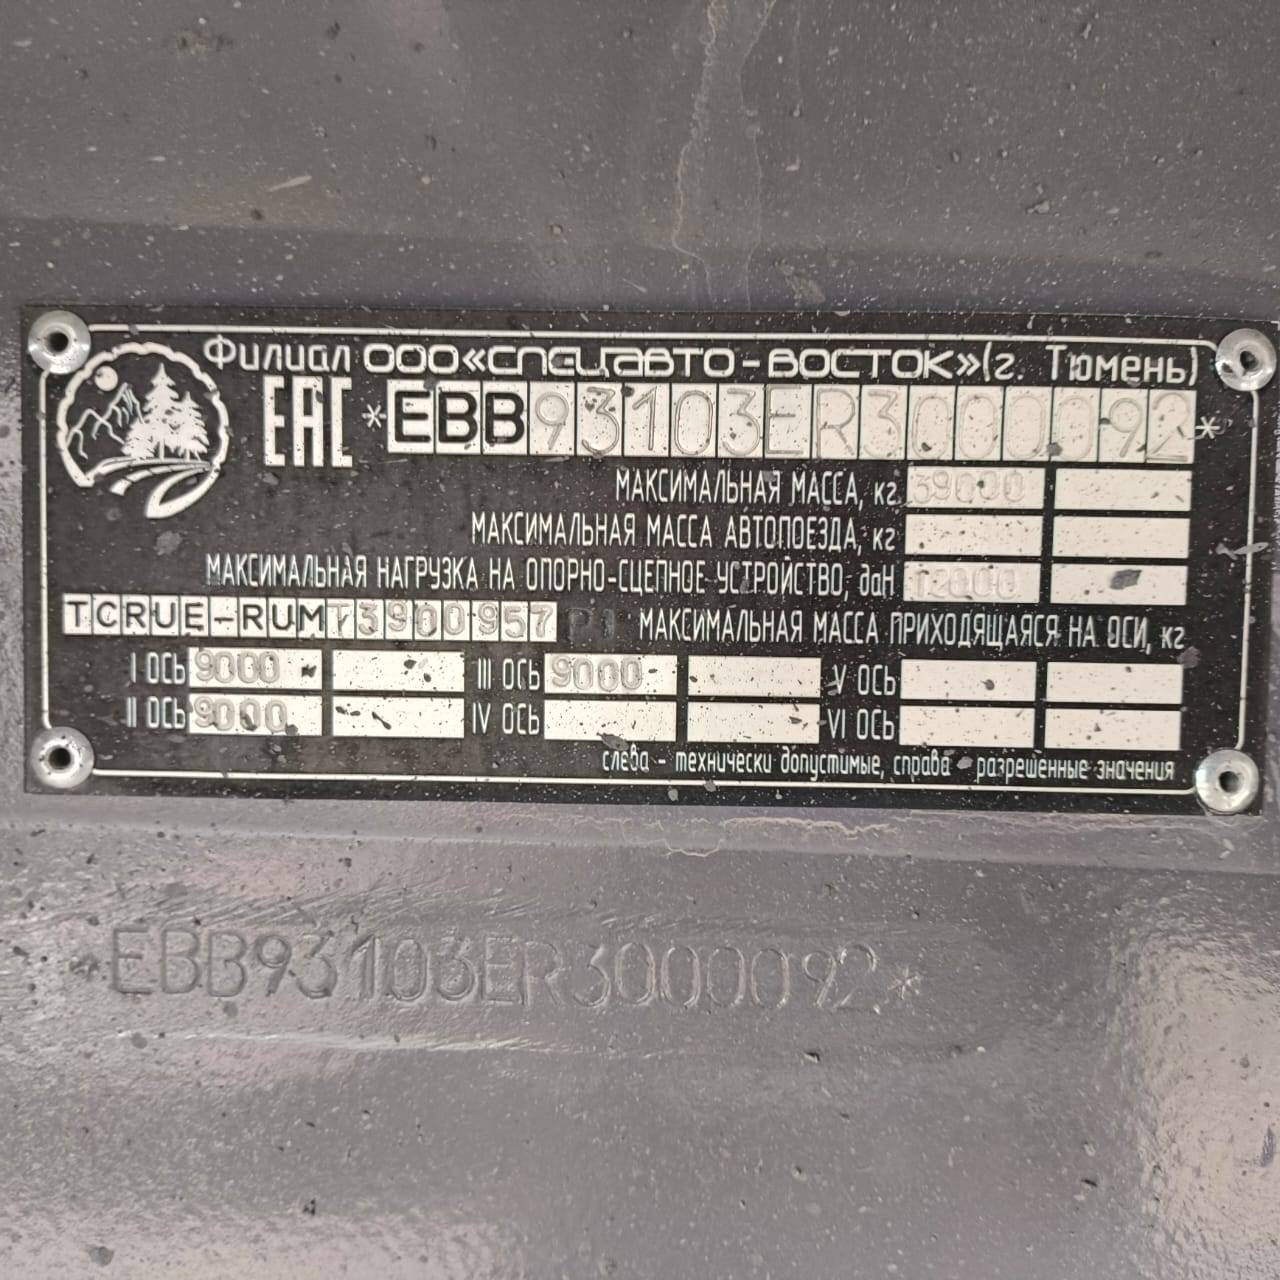 Филиал ООО«СПЕЦАВТО-ВОСТОК»(г. Тюмень)
ЕАС *EBB93103ER3000092*
МАКСИМАЛЬНАЯ МАССА, кг 39000
МАКСИМАЛЬНАЯ МАССА АВТОПОЕЗДА, кг
МАКСИМАЛЬНАЯ НАГРУЗКА НА ОПОРНО-СЦЕПНОЕ УСТРОЙСТВО, даН 12000
TCRUE-RUMT3900957P1 МАКСИМАЛЬНАЯ МАССА ПРИХОДЯЩАЯСЯ НА ОСИ, кг
I ОСЬ 9000 III ОСЬ 9000 V ОСЬ
II ОСЬ 9000 IV ОСЬ VI ОСЬ
слева - технически допустимые, справа - разрешенные значения
*EBB93103ER3000092*